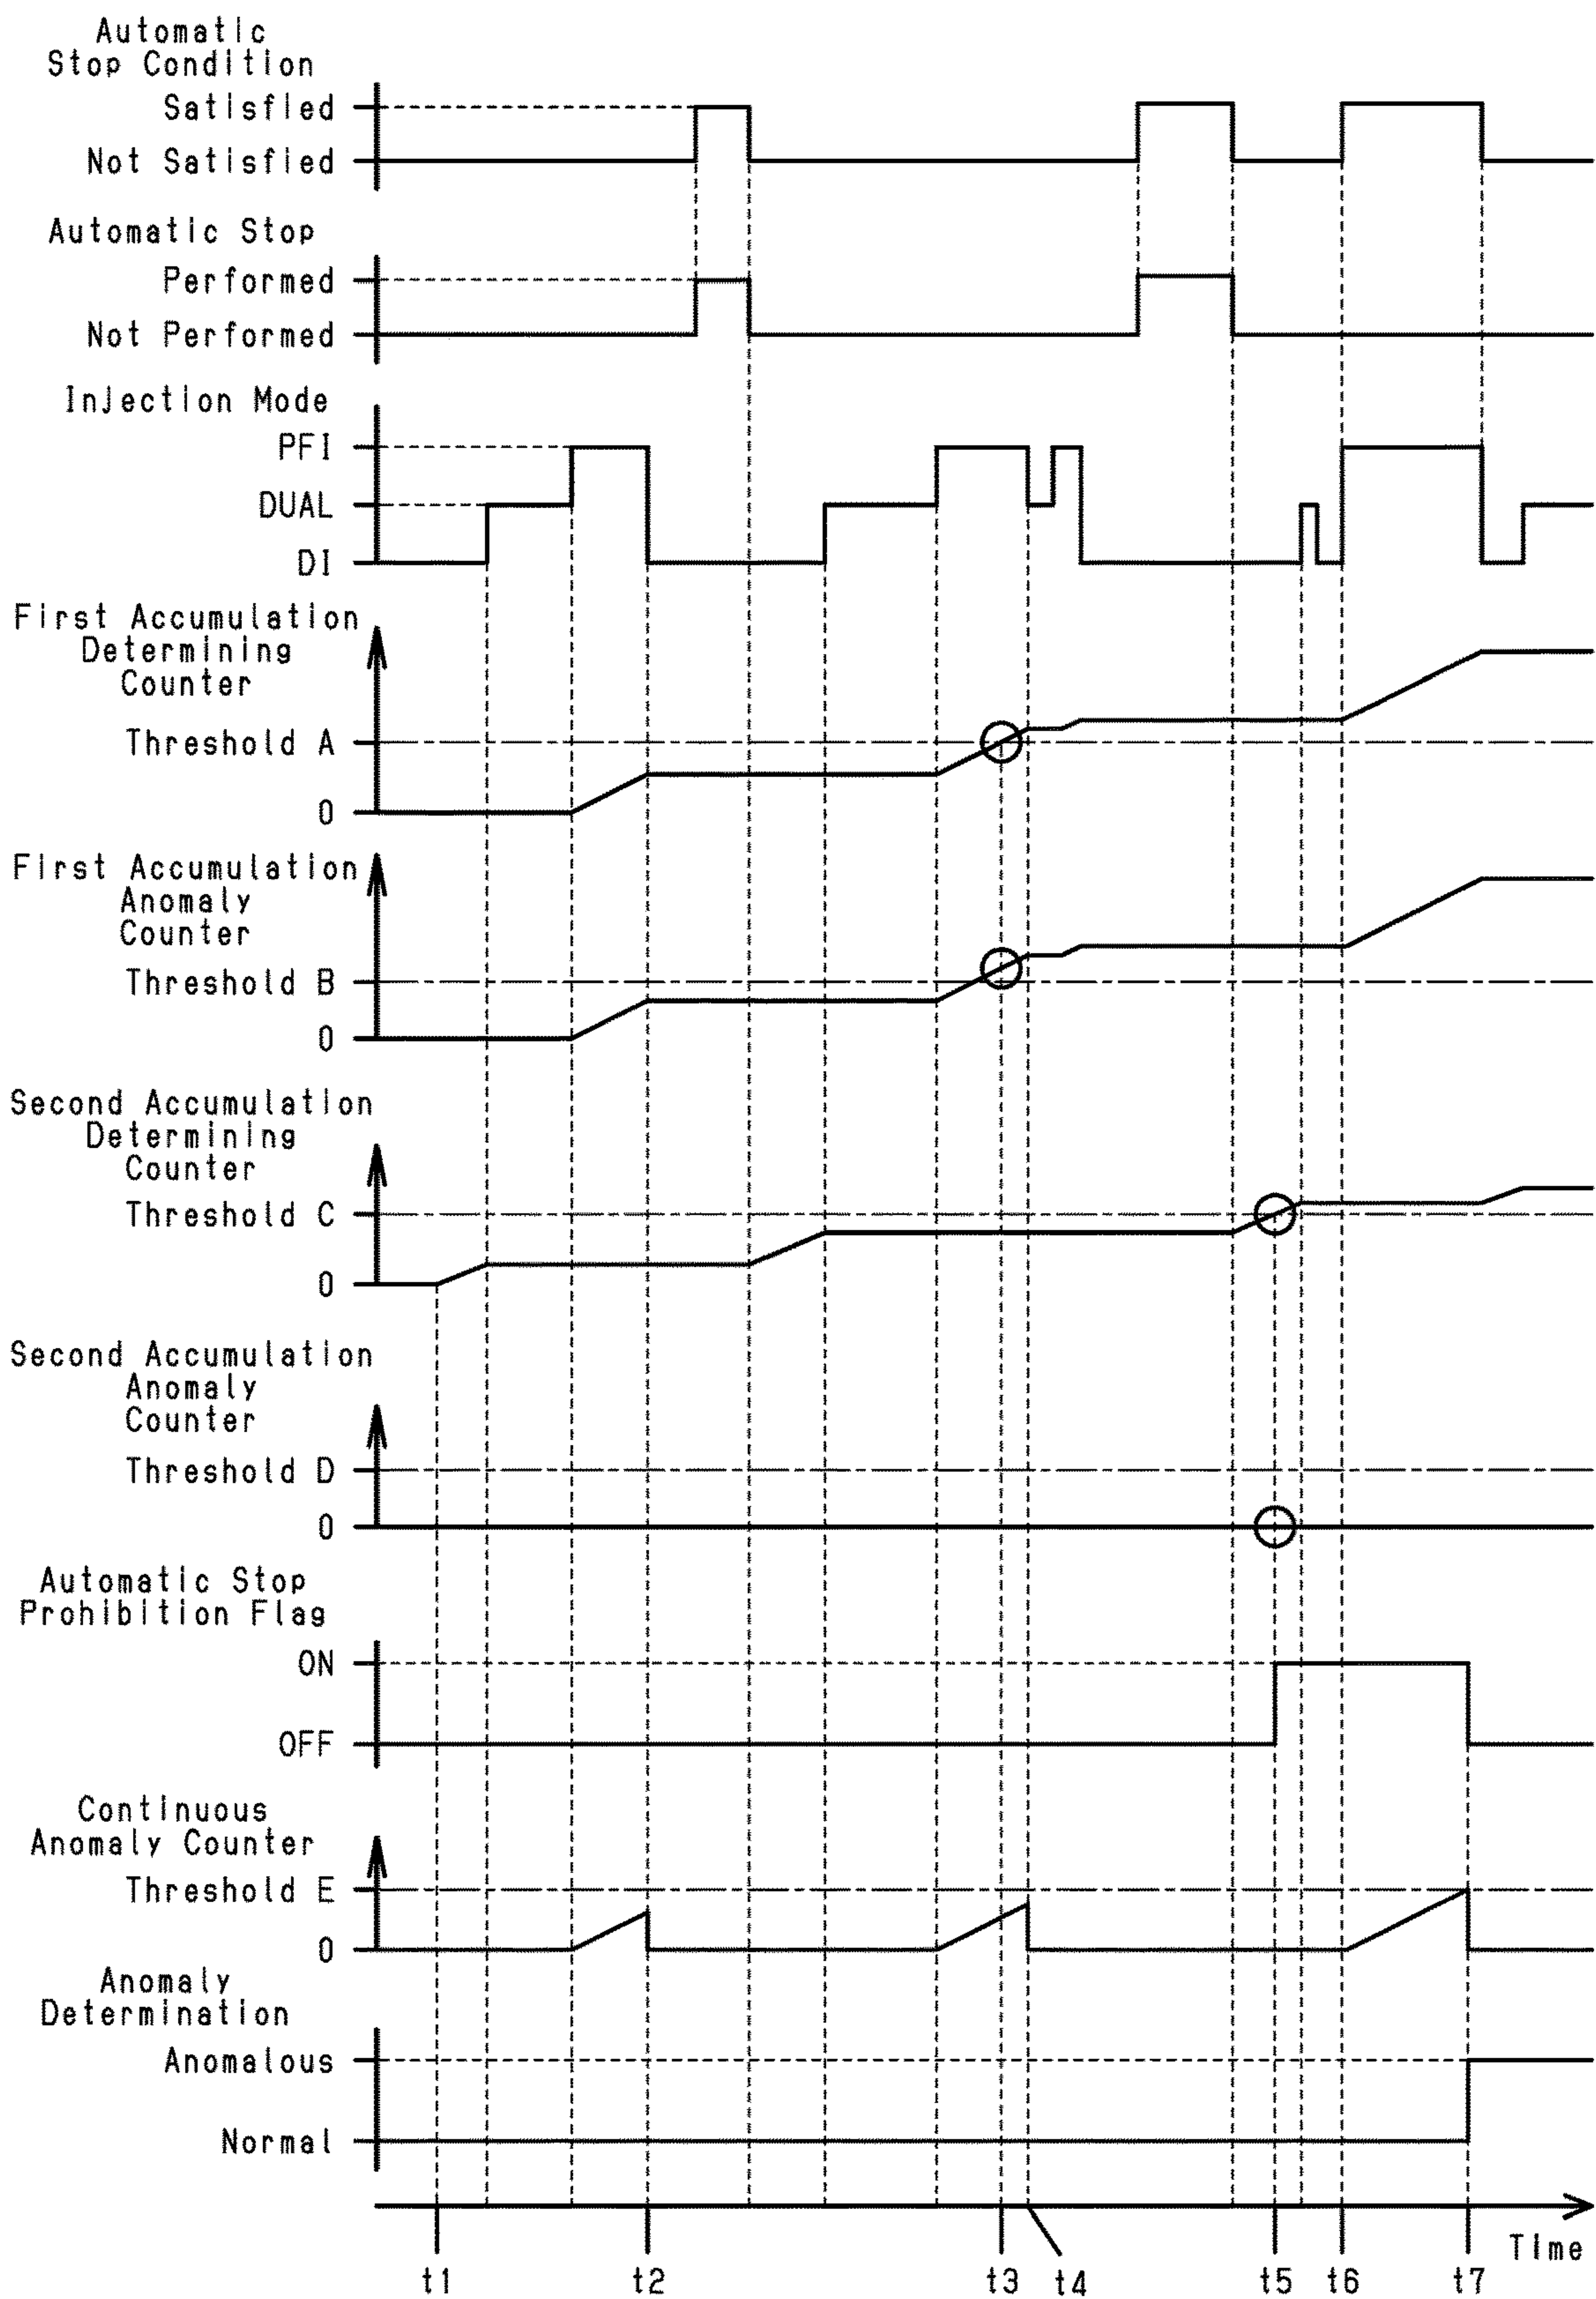 Automatic
Stop Condition
Satisfied
Not Satisfied
Automatic Stop
Performed
Not Performed
Injection Mode
PFI
DUAL
DI
First Accumulation
Determining
Counter
Threshold A
0
First Accumulation
Anomaly
Counter
Threshold B
0
Second Accumulation
Determining
Counter
Threshold C
0
Second Accumulation
Anomaly
Counter
Threshold D
0
Automatic Stop
Prohibition Flag
ON
OFF
Continuous
Anomaly Counter
Threshold E
0
Anomaly
Determination
Anomalous
Normal
Time
t1 t2 t3 t4 t5 t6 t7